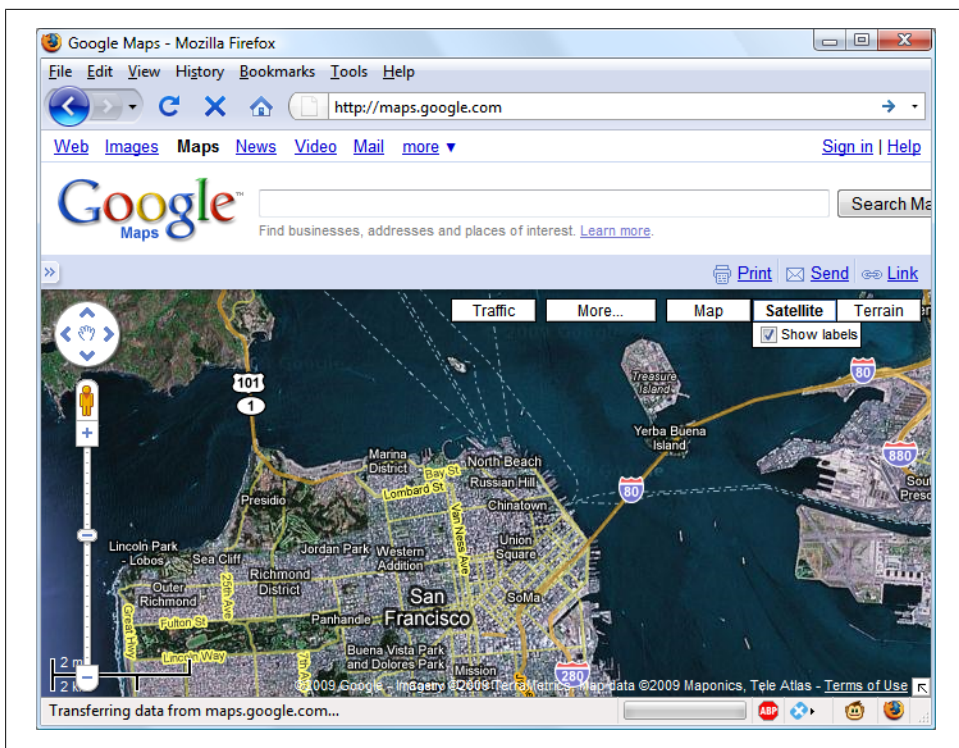 Google Maps - Mozilla Firefox
File Edit View History Bookmarks Tools Help
http://maps.google.com
Web Images Maps News Video Mail more ▼
Sign in | Help
Google™
Maps
Search Ma
Find businesses, addresses and places of interest. Learn more.
»
Print Send Link
Traffic More... Map Satellite Terrain
Show labels
101
1
80
Treasure Island
Yerba Buena Island
880
80
Marina District
Bay St
North Beach
Lombard St
Russian Hill
Presidio
Van Ness Ave
Chinatown
Lincoln Park - Lobos
Sea Cliff
Jordan Park
Western Addition
Union Square
Outer Richmond
25th Ave
Richmond District
San Francisco
SoMa
Great Hwy
Fulton St
Panhandle
Lincoln Way
7th Av
Buena Vista Park and Dolores Park
Mission
280
2 m
2 k
©2009 Google - Imagery ©2009 TerraMetrics, Map data ©2009 Maponics, Tele Atlas - Terms of Use
Transferring data from maps.google.com...
ABP